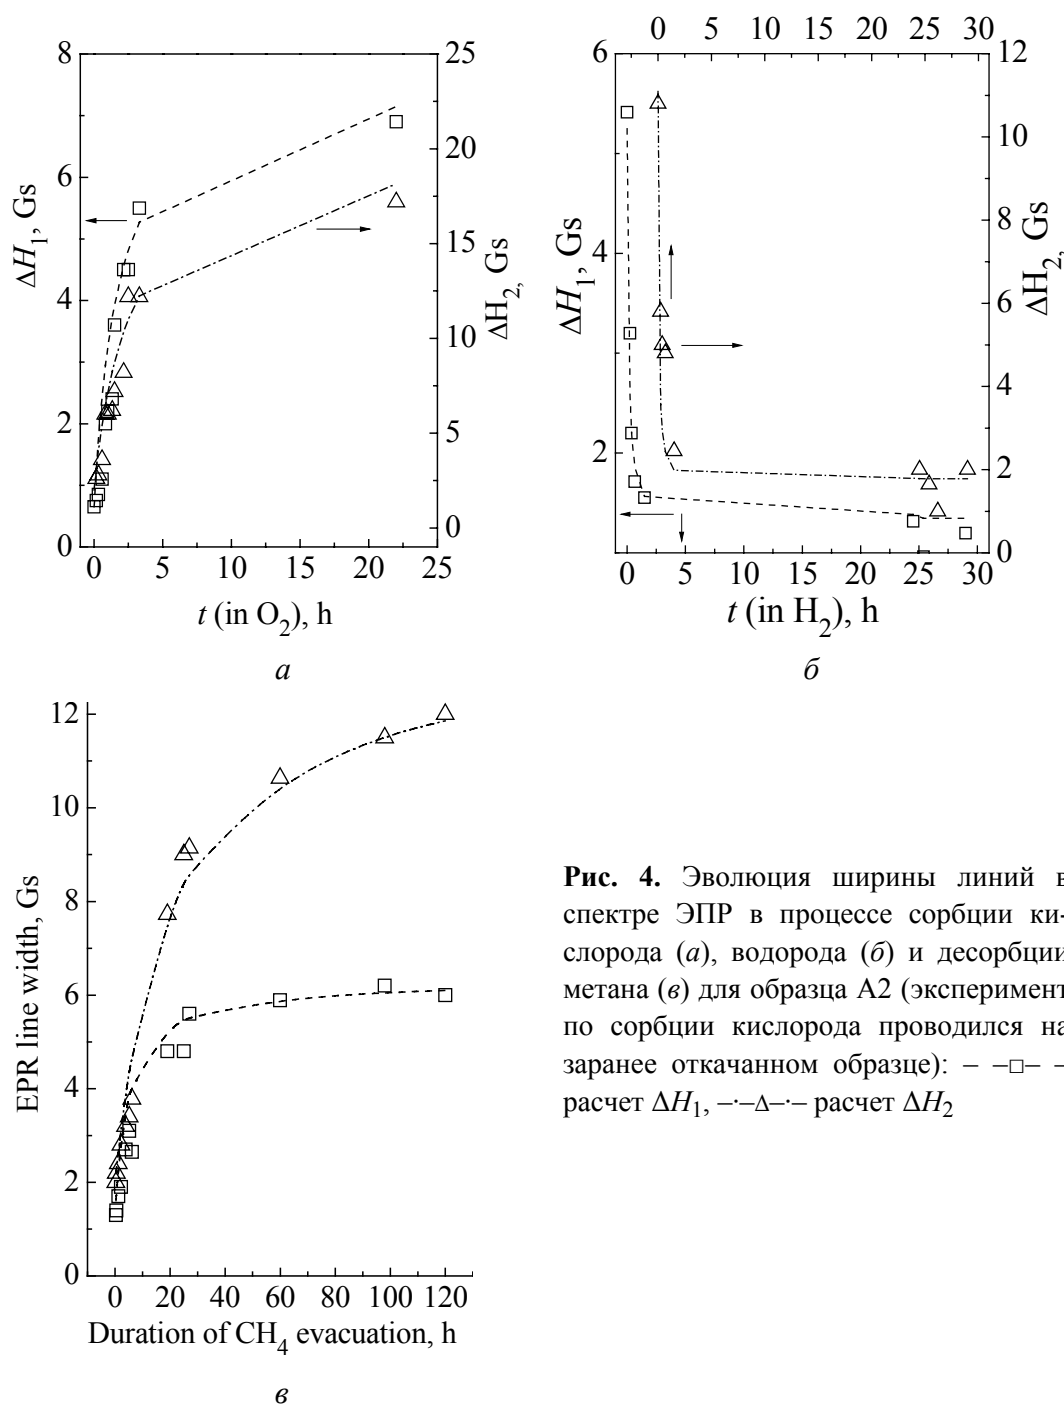 0 5 10 15 20 25 30
8
6
4
2
0
25
20
15
10
5
0
ΔH₁, Gs
ΔH₂, Gs
0 5 10 15 20 25
t (in O₂), h
а
6
4
2
12
10
8
6
4
2
0
ΔH₁, Gs
ΔH₂, Gs
0 5 10 15 20 25 30
t (in H₂), h
б
12
10
8
6
4
2
0
EPR line width, Gs
0 20 40 60 80 100 120
Duration of CH₄ evacuation, h
в
Рис. 4. Эволюция ширины линий в
спектре ЭПР в процессе сорбции ки-
слорода (а), водорода (б) и десорбции
метана (в) для образца А2 (эксперимент
по сорбции кислорода проводился на
заранее откачанном образце): – –□– –
расчет ΔH₁, –·–Δ–·– расчет ΔH₂